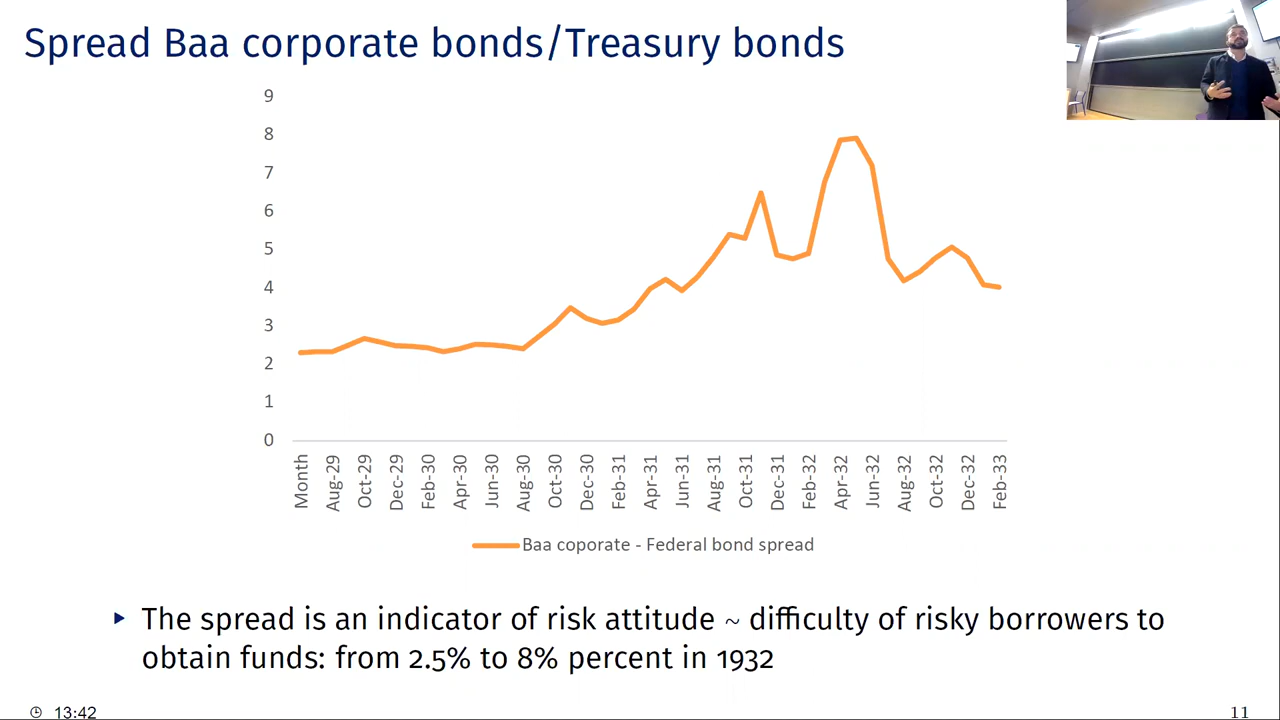 Spread Baa corporate bonds/Treasury bonds
9
8
7
6
5
4
3
2
1
0
Month
Aug-29
Oct-29
Dec-29
Feb-30
Apr-30
Jun-30
Aug-30
Oct-30
Dec-30
Feb-31
Apr-31
Jun-31
Aug-31
Oct-31
Dec-31
Feb-32
Apr-32
Jun-32
Aug-32
Oct-32
Dec-32
Feb-33
Baa coporate - Federal bond spread
▸ The spread is an indicator of risk attitude ~ difficulty of risky borrowers to
obtain funds: from 2.5% to 8% percent in 1932
13:42
11